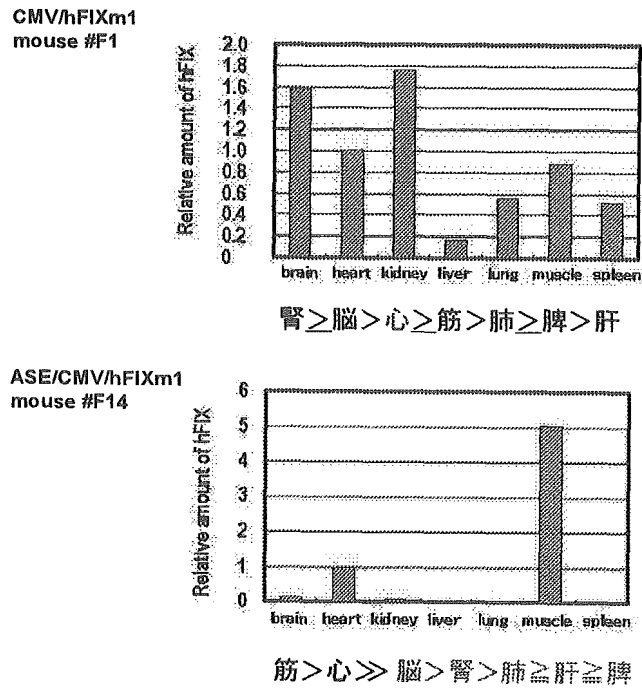 CMV/hFIXm1
mouse #F1
Relative amount of hFIX
2.0
1.8
1.6
1.4
1.2
1.0
0.8
0.6
0.4
0.2
0
brain heart kidney liver lung muscle spleen
腎≧脳>心≧筋>肺≧脾>肝
ASE/CMV/hFIXm1
mouse #F14
Relative amount of hFIX
6
5
4
3
2
1
0
brain heart kidney liver lung muscle spleen
筋>心≫脳>腎>肺≧肝≧脾